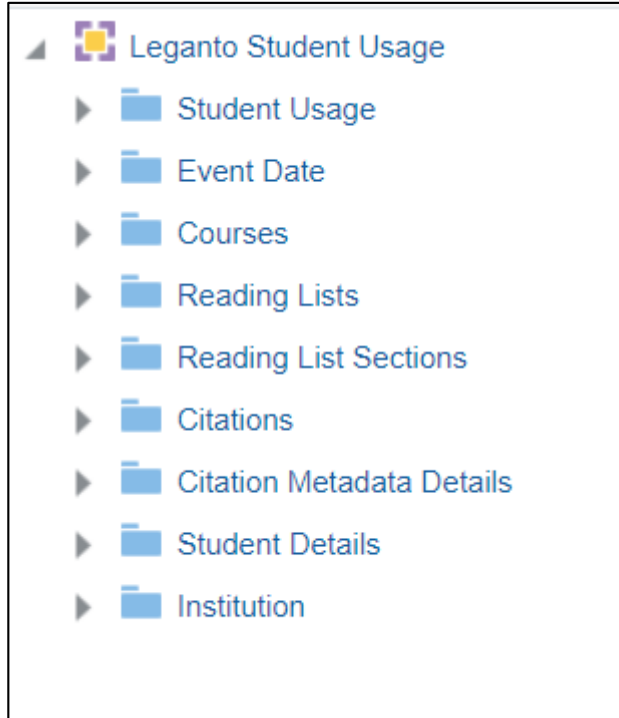 Leganto Student Usage
Student Usage
Event Date
Courses
Reading Lists
Reading List Sections
Citations
Citation Metadata Details
Student Details
Institution